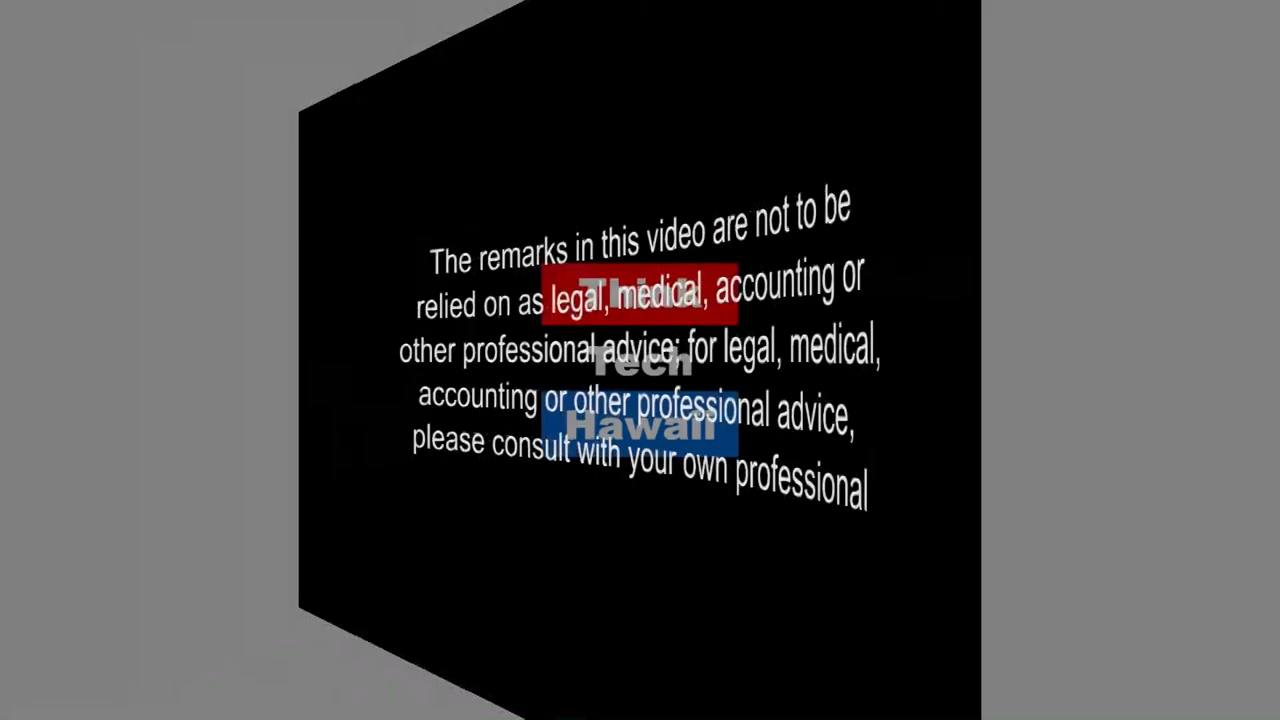 The remarks in this video are not to be
relied on as legal, medical, accounting or
other professional advice; for legal, medical,
accounting or other professional advice,
please consult with your own professional
Think
Tech
Hawaii